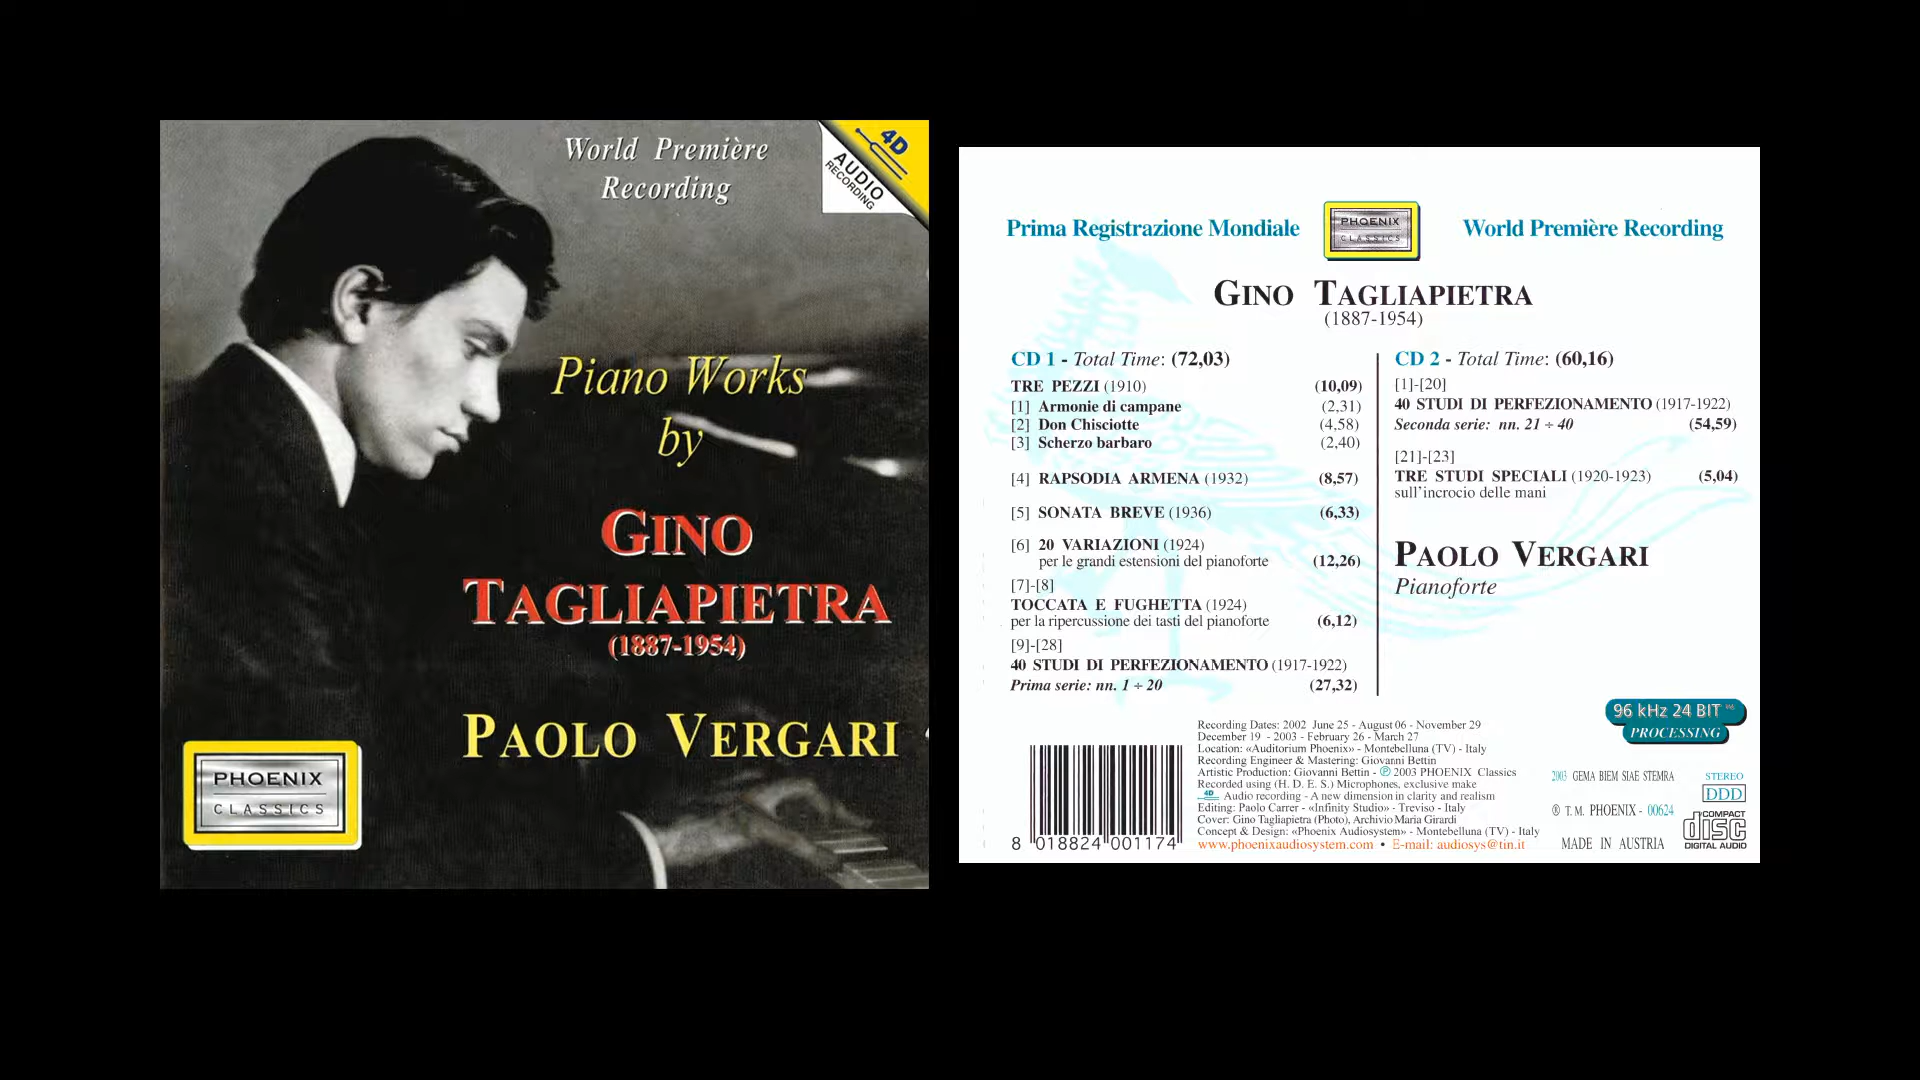 World Première
Recording
4D
AUDIO
RECORDING
Piano Works
by
GINO
TAGLIAPIETRA
(1887-1954)
PAOLO VERGARI
PHOENIX
CLASSICS
Prima Registrazione Mondiale
PHOENIX
CLASSICS
World Première Recording
GINO TAGLIAPIETRA
(1887-1954)
CD 1 - Total Time: (72,03)
TRE PEZZI (1910) (10,09)
[1] Armonie di campane (2,31)
[2] Don Chisciotte (4,58)
[3] Scherzo barbaro (2,40)
[4] RAPSODIA ARMENA (1932) (8,57)
[5] SONATA BREVE (1936) (6,33)
[6] 20 VARIAZIONI (1924)
per le grandi estensioni del pianoforte (12,26)
[7]-[8]
TOCCATA E FUGHETTA (1924)
per la ripercussione dei tasti del pianoforte (6,12)
[9]-[28]
40 STUDI DI PERFEZIONAMENTO (1917-1922)
Prima serie: nn. 1 ÷ 20 (27,32)
CD 2 - Total Time: (60,16)
[1]-[20]
40 STUDI DI PERFEZIONAMENTO (1917-1922)
Seconda serie: nn. 21 ÷ 40 (54,59)
[21]-[23]
TRE STUDI SPECIALI (1920-1923) (5,04)
sull'incrocio delle mani
PAOLO VERGARI
Pianoforte
96 kHz 24 BIT
PROCESSING
Recording Dates: 2002 June 25 - August 06 - November 29
December 19 - 2003 - February 26 - March 27
Location: «Auditorium Phoenix» - Montebelluna (TV) - Italy
Recording Engineer & Mastering: Giovanni Bettin
Artistic Production: Giovanni Bettin - ℗ 2003 PHOENIX Classics
Recorded using (H. D. E. S.) Microphones, exclusive make
4D Audio recording - A new dimension in clarity and realism
Editing: Paolo Carrer - «Infinity Studio» - Treviso - Italy
Cover: Gino Tagliapietra (Photo), Archivio Maria Girardi
Concept & Design: «Phoenix Audiosystem» - Montebelluna (TV) - Italy
www.phoenixaudiosystem.com • E-mail: audiosys@tin.it
8 018824 001174
2003 GEMA BIEM SIAE STEMRA
® T. M. PHOENIX - 00624
MADE IN AUSTRIA
STEREO
DDD
COMPACT
disc
DIGITAL AUDIO